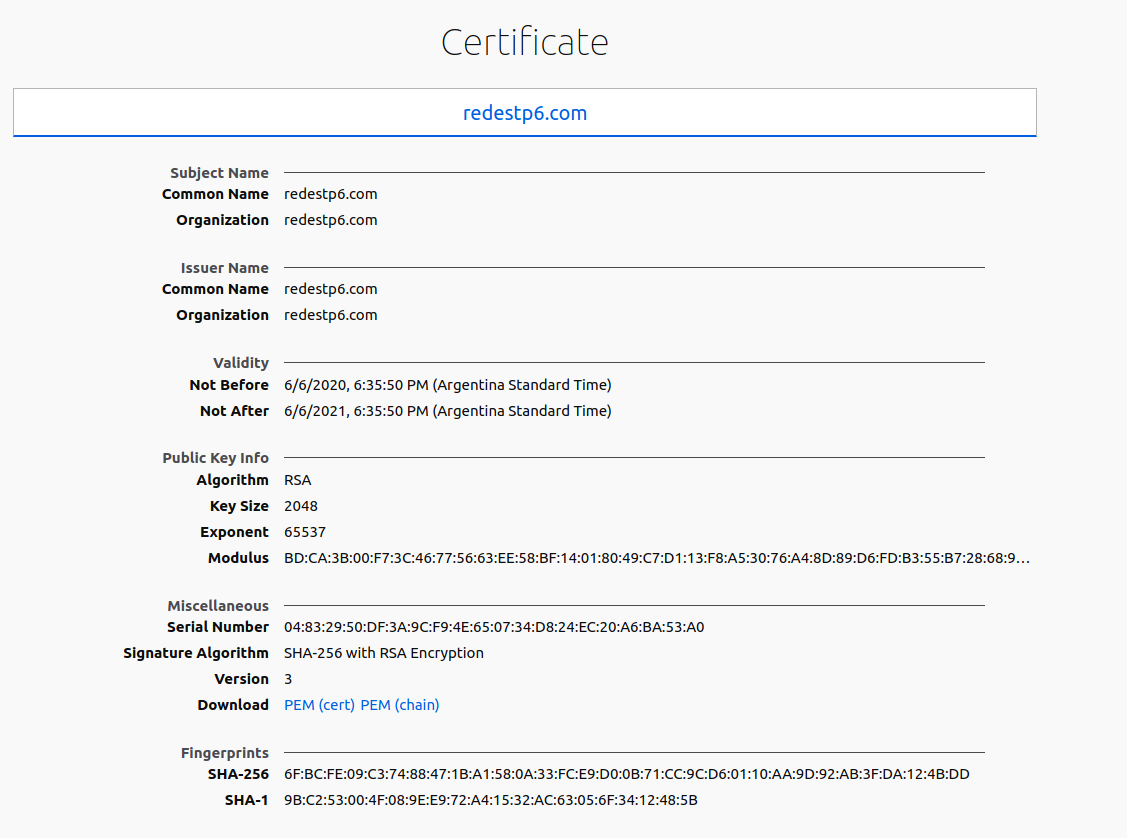 Certificate
redestp6.com
Subject Name
Common Name redestp6.com
Organization redestp6.com
Issuer Name
Common Name redestp6.com
Organization redestp6.com
Validity
Not Before 6/6/2020, 6:35:50 PM (Argentina Standard Time)
Not After 6/6/2021, 6:35:50 PM (Argentina Standard Time)
Public Key Info
Algorithm RSA
Key Size 2048
Exponent 65537
Modulus BD:CA:3B:00:F7:3C:46:77:56:63:EE:58:BF:14:01:80:49:C7:D1:13:F8:A5:30:76:A4:8D:89:D6:FD:B3:55:B7:28:68:9…
Miscellaneous
Serial Number 04:83:29:50:DF:3A:9C:F9:4E:65:07:34:D8:24:EC:20:A6:BA:53:A0
Signature Algorithm SHA-256 with RSA Encryption
Version 3
Download PEM (cert) PEM (chain)
Fingerprints
SHA-256 6F:BC:FE:09:C3:74:88:47:1B:A1:58:0A:33:FC:E9:D0:0B:71:CC:9C:D6:01:10:AA:9D:92:AB:3F:DA:12:4B:DD
SHA-1 9B:C2:53:00:4F:08:9E:E9:72:A4:15:32:AC:63:05:6F:34:12:48:5B